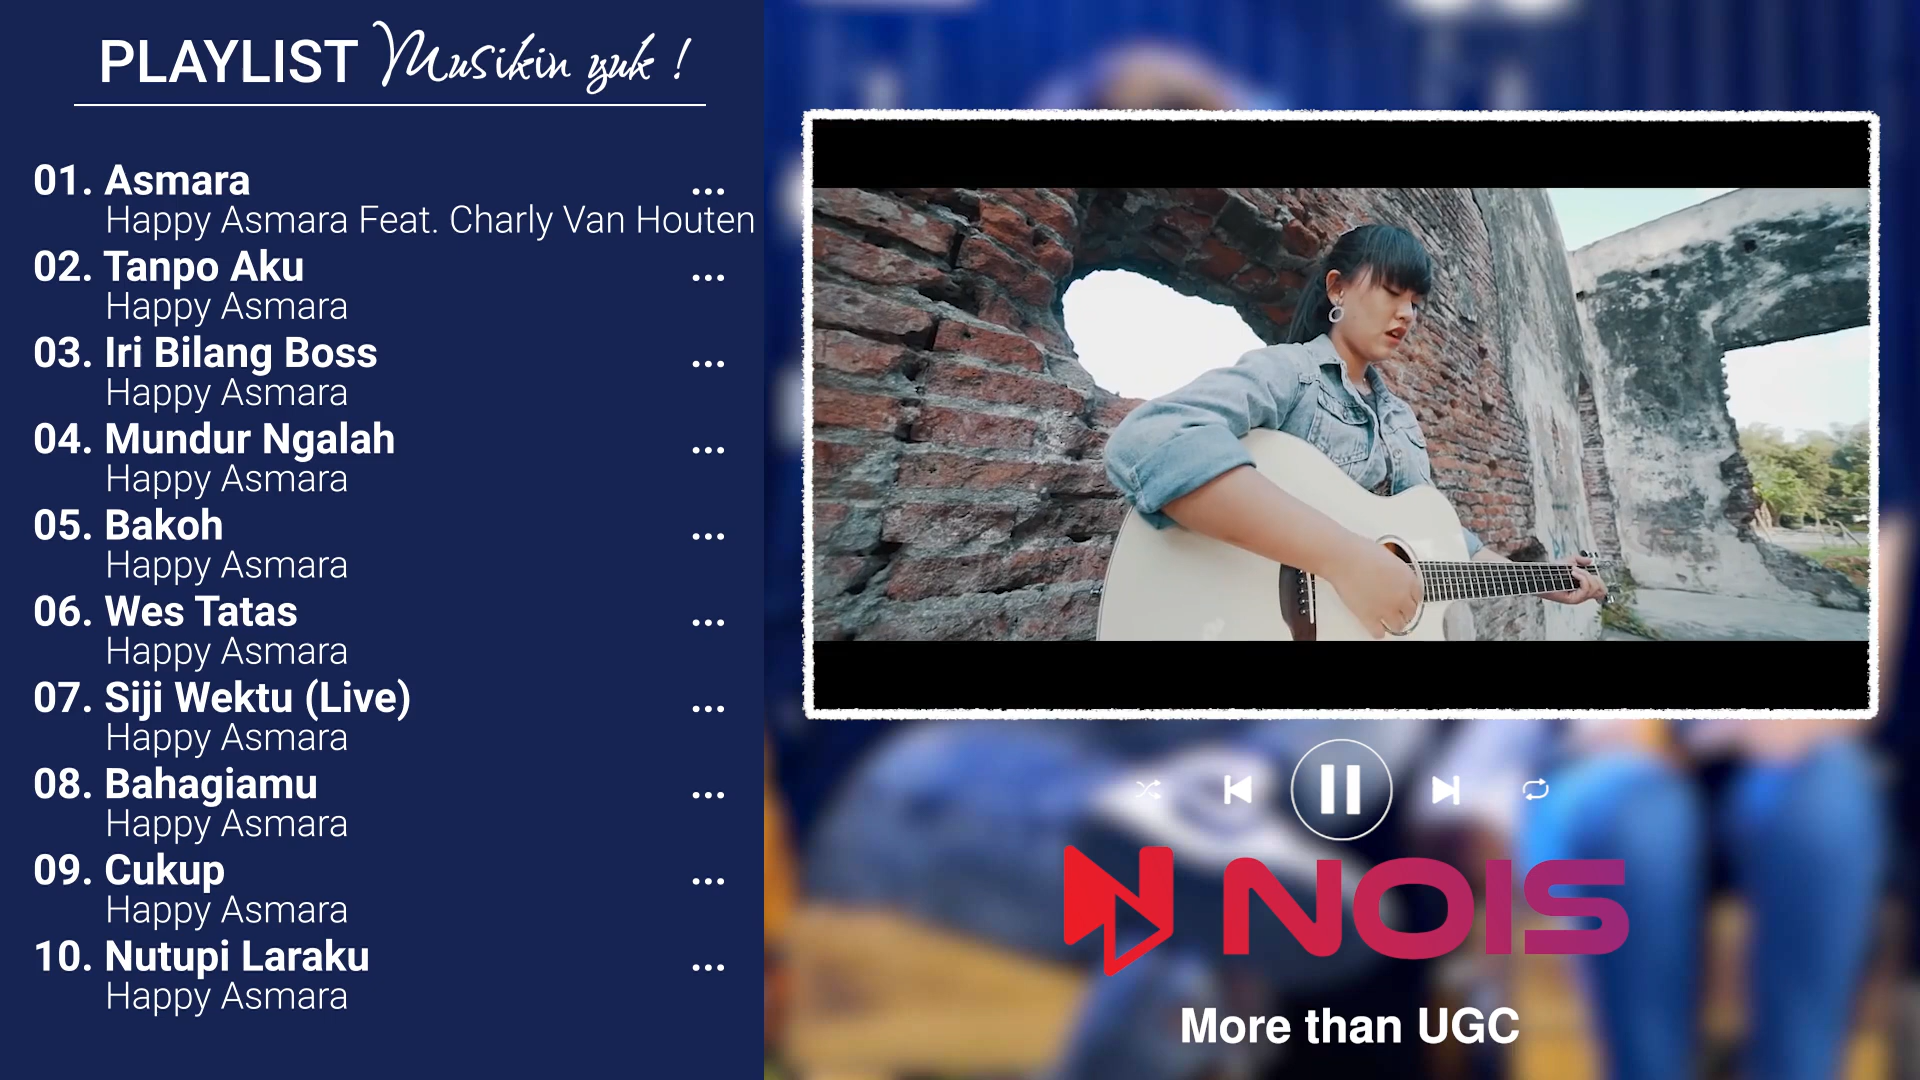 PLAYLIST Musikin yuk !
01. Asmara ...
Happy Asmara Feat. Charly Van Houten
02. Tanpo Aku ...
Happy Asmara
03. Iri Bilang Boss ...
Happy Asmara
04. Mundur Ngalah ...
Happy Asmara
05. Bakoh ...
Happy Asmara
06. Wes Tatas ...
Happy Asmara
07. Siji Wektu (Live) ...
Happy Asmara
08. Bahagiamu ...
Happy Asmara
09. Cukup ...
Happy Asmara
10. Nutupi Laraku ...
Happy Asmara
NOIS
More than UGC